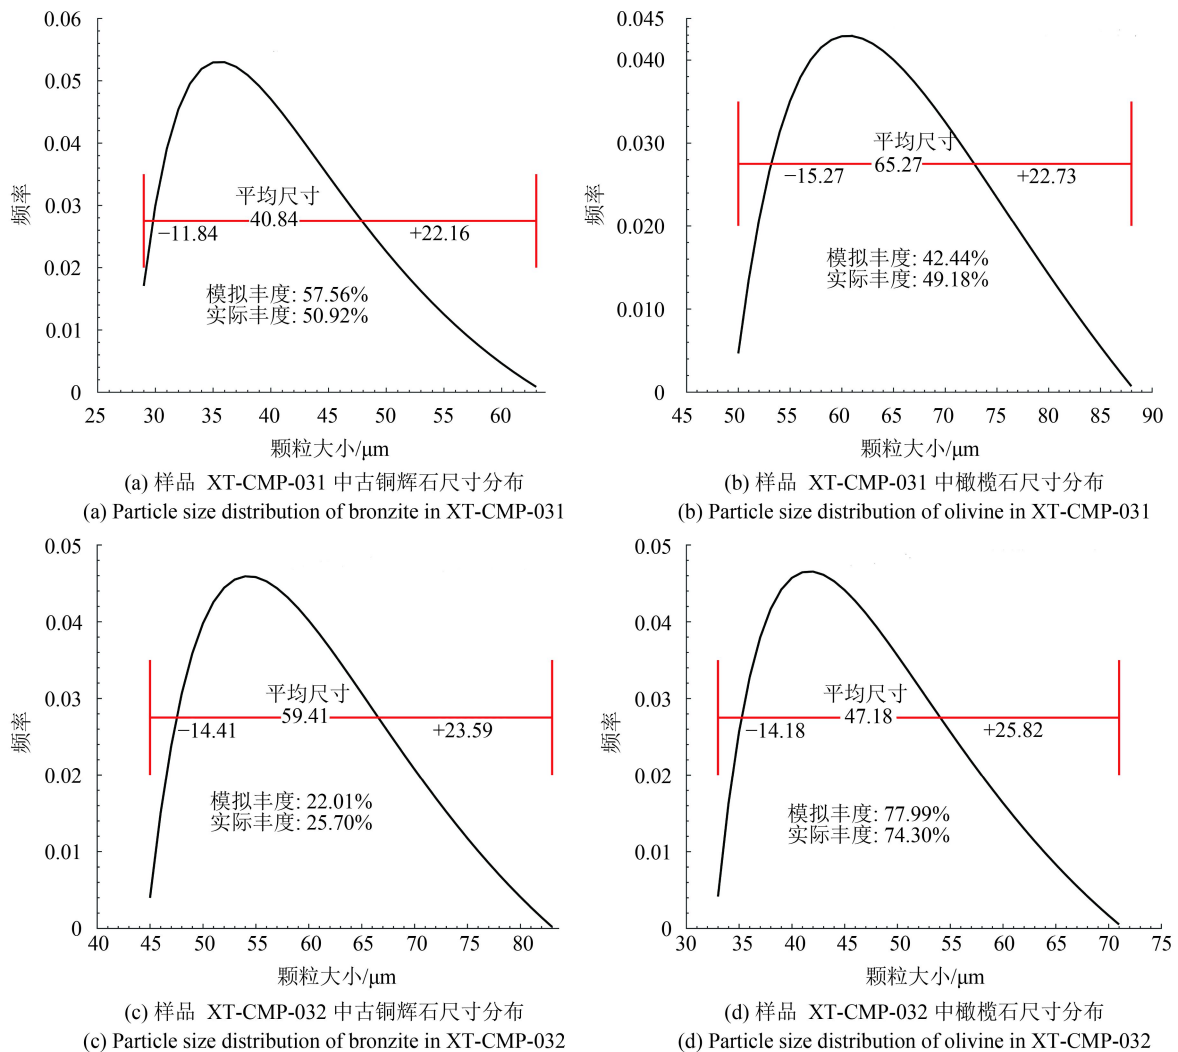 0.06
0.05
0.04
0.03
0.02
0.01
0
频率
平均尺寸
40.84
−11.84
+22.16
模拟丰度: 57.56%
实际丰度: 50.92%
25 30 35 40 45 50 55 60
颗粒大小/μm
(a) 样品 XT-CMP-031 中古铜辉石尺寸分布
(a) Particle size distribution of bronzite in XT-CMP-031
0.045
0.040
0.030
0.020
0.010
0
频率
平均尺寸
65.27
−15.27
+22.73
模拟丰度: 42.44%
实际丰度: 49.18%
45 50 55 60 65 70 75 80 85 90
颗粒大小/μm
(b) 样品 XT-CMP-031 中橄榄石尺寸分布
(b) Particle size distribution of olivine in XT-CMP-031
0.05
0.04
0.03
0.02
0.01
0
频率
平均尺寸
59.41
−14.41
+23.59
模拟丰度: 22.01%
实际丰度: 25.70%
40 45 50 55 60 65 70 75 80
颗粒大小/μm
(c) 样品 XT-CMP-032 中古铜辉石尺寸分布
(c) Particle size distribution of bronzite in XT-CMP-032
0.05
0.04
0.03
0.02
0.01
0
频率
平均尺寸
47.18
−14.18
+25.82
模拟丰度: 77.99%
实际丰度: 74.30%
30 35 40 45 50 55 60 65 70 75
颗粒大小/μm
(d) 样品 XT-CMP-032 中橄榄石尺寸分布
(d) Particle size distribution of olivine in XT-CMP-032